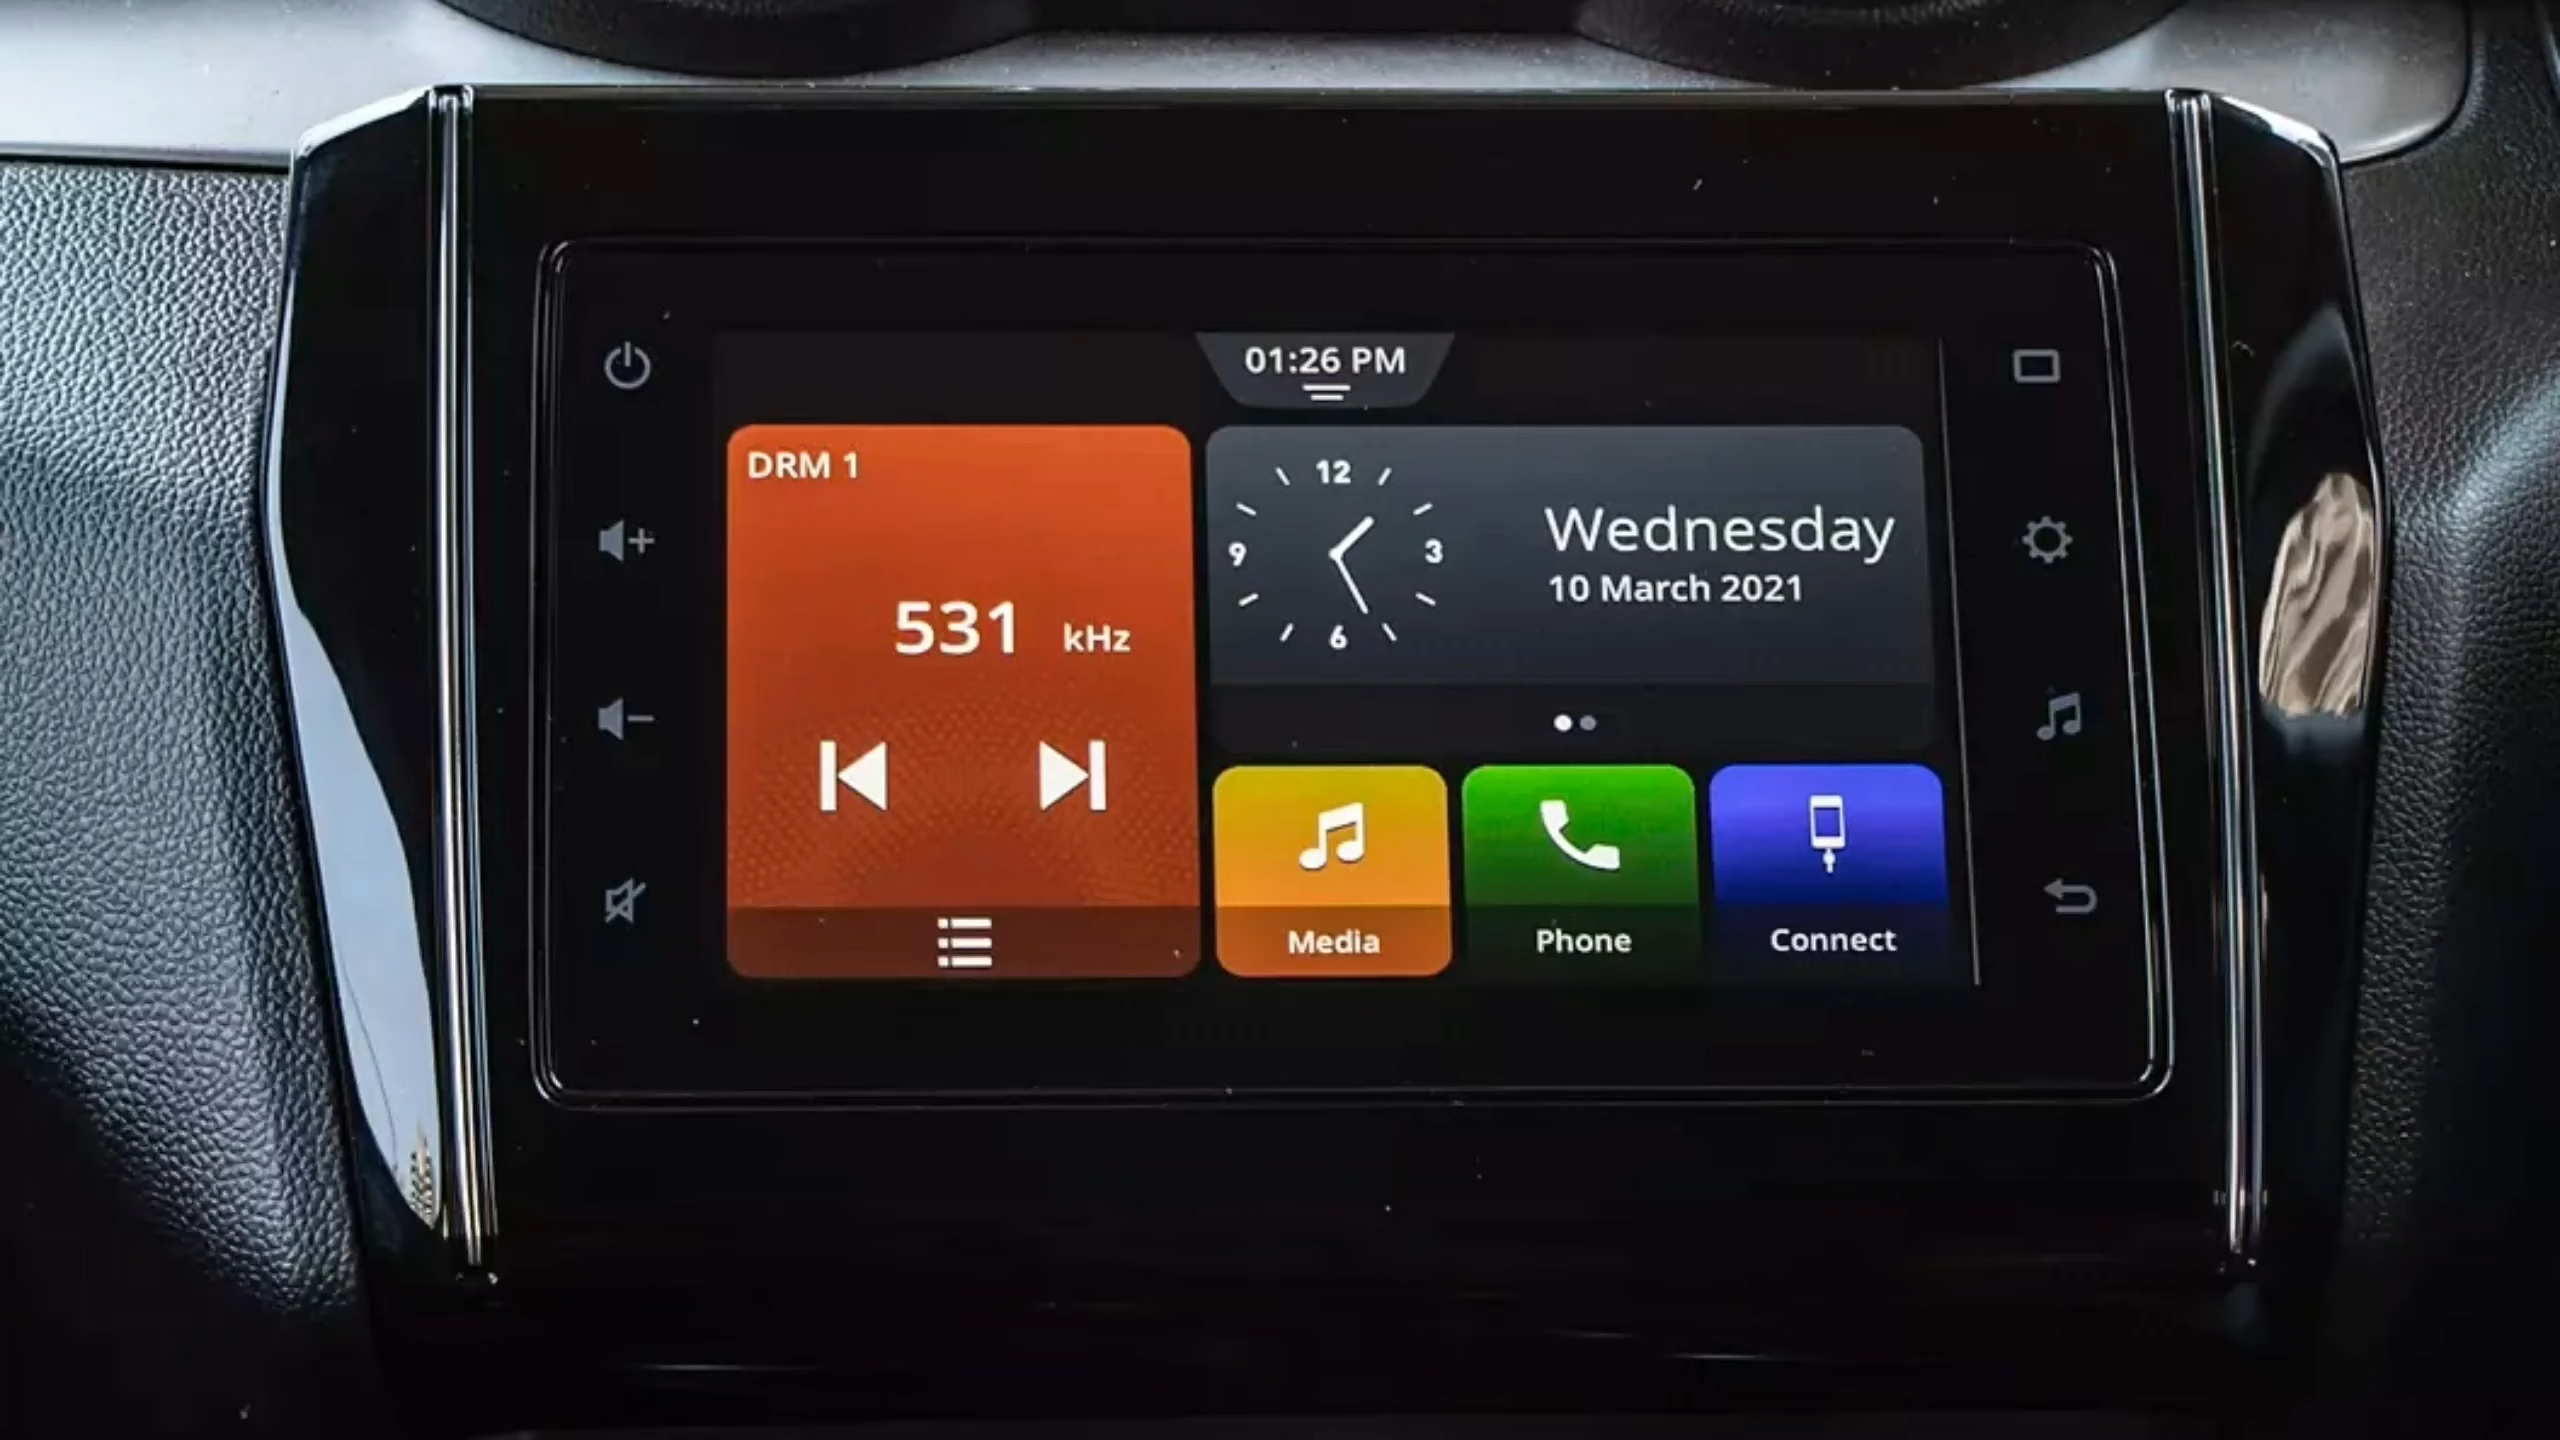 01:26 PM
DRM 1
531 kHz
12
9 3
6
Wednesday
10 March 2021
Media
Phone
Connect